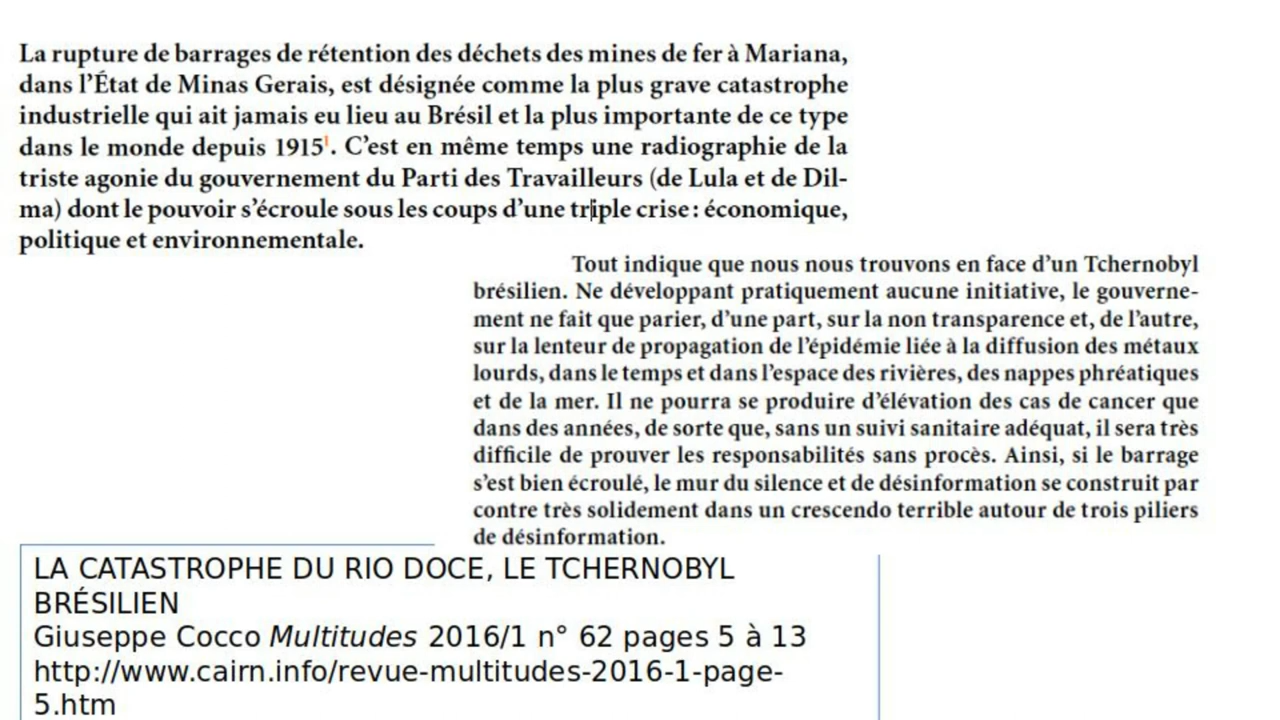 La rupture de barrages de rétention des déchets des mines de fer à Mariana,
dans l’État de Minas Gerais, est désignée comme la plus grave catastrophe
industrielle qui ait jamais eu lieu au Brésil et la plus importante de ce type
dans le monde depuis 1915¹. C’est en même temps une radiographie de la
triste agonie du gouvernement du Parti des Travailleurs (de Lula et de Dil-
ma) dont le pouvoir s’écroule sous les coups d’une triple crise : économique,
politique et environnementale.
Tout indique que nous nous trouvons en face d’un Tchernobyl
brésilien. Ne développant pratiquement aucune initiative, le gouverne-
ment ne fait que parier, d’une part, sur la non transparence et, de l’autre,
sur la lenteur de propagation de l’épidémie liée à la diffusion des métaux
lourds, dans le temps et dans l’espace des rivières, des nappes phréatiques
et de la mer. Il ne pourra se produire d’élévation des cas de cancer que
dans des années, de sorte que, sans un suivi sanitaire adéquat, il sera très
difficile de prouver les responsabilités sans procès. Ainsi, si le barrage
s’est bien écroulé, le mur du silence et de désinformation se construit par
contre très solidement dans un crescendo terrible autour de trois piliers
de désinformation.
LA CATASTROPHE DU RIO DOCE, LE TCHERNOBYL
BRÉSILIEN
Giuseppe Cocco Multitudes 2016/1 n° 62 pages 5 à 13
http://www.cairn.info/revue-multitudes-2016-1-page-
5.htm